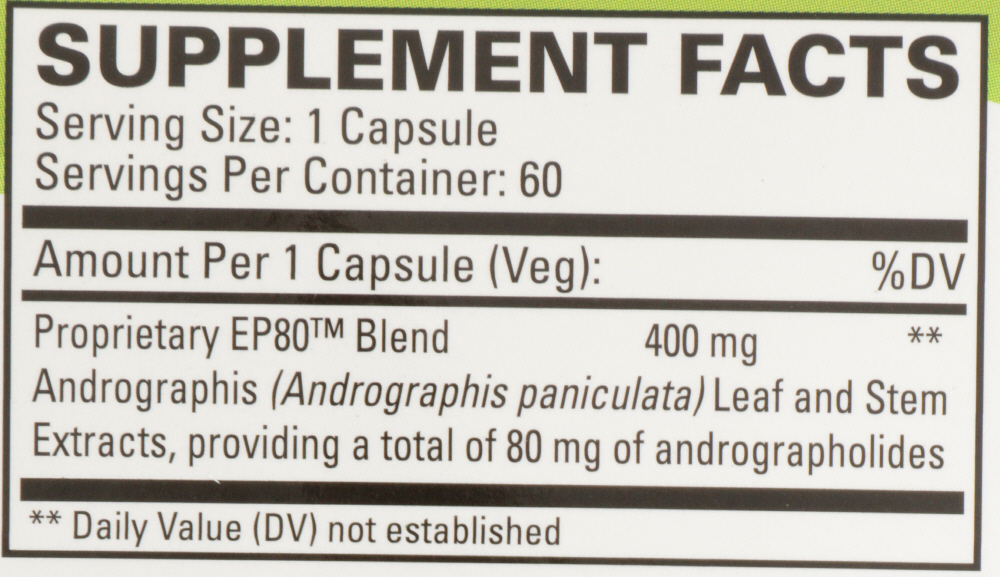 SUPPLEMENT FACTS
Serving Size: 1 Capsule
Servings Per Container: 60
Amount Per 1 Capsule (Veg): %DV
Proprietary EP80™ Blend 400 mg **
Andrographis (Andrographis paniculata) Leaf and Stem
Extracts, providing a total of 80 mg of andrographolides
** Daily Value (DV) not established